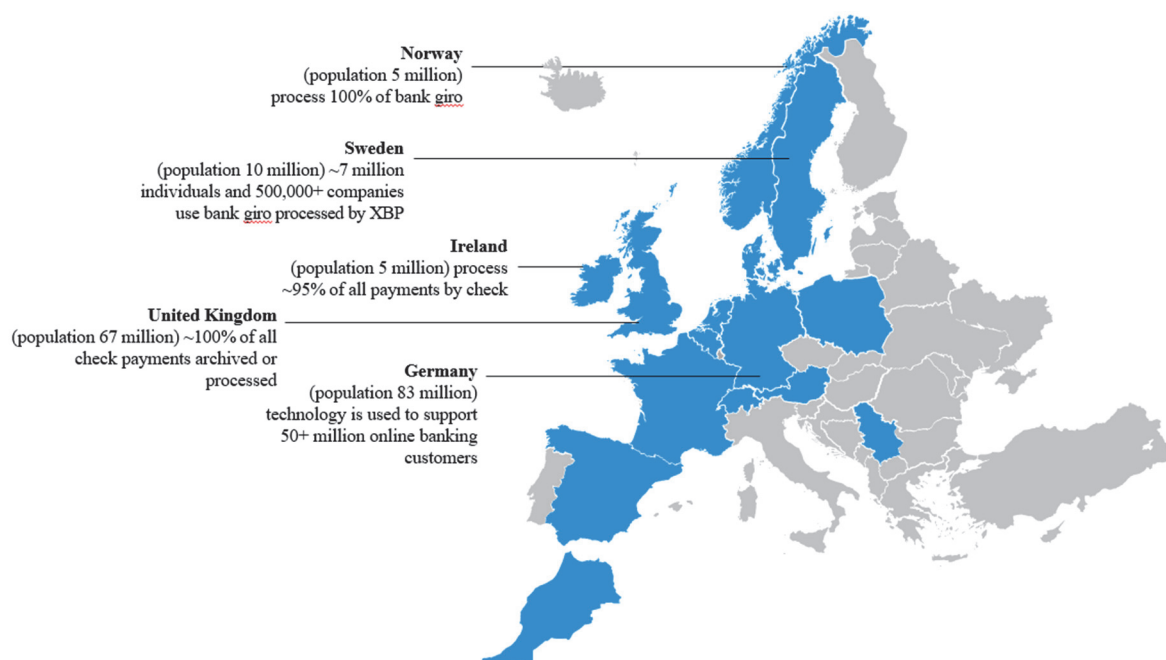 Norway
(population 5 million)
process 100% of bank giro
Sweden
(population 10 million) ~7 million
individuals and 500,000+ companies
use bank giro processed by XBP
Ireland
(population 5 million) process
~95% of all payments by check
United Kingdom
(population 67 million) ~100% of all
check payments archived or
processed
Germany
(population 83 million)
technology is used to support
50+ million online banking
customers